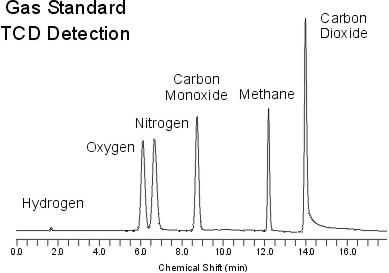 Gas Standard
TCD Detection
Carbon
Dioxide
Carbon
Monoxide
Methane
Nitrogen
Oxygen
Hydrogen
0.0 2.0 4.0 6.0 8.0 10.0 12.0 14.0 16.0
Chemical Shift (min)